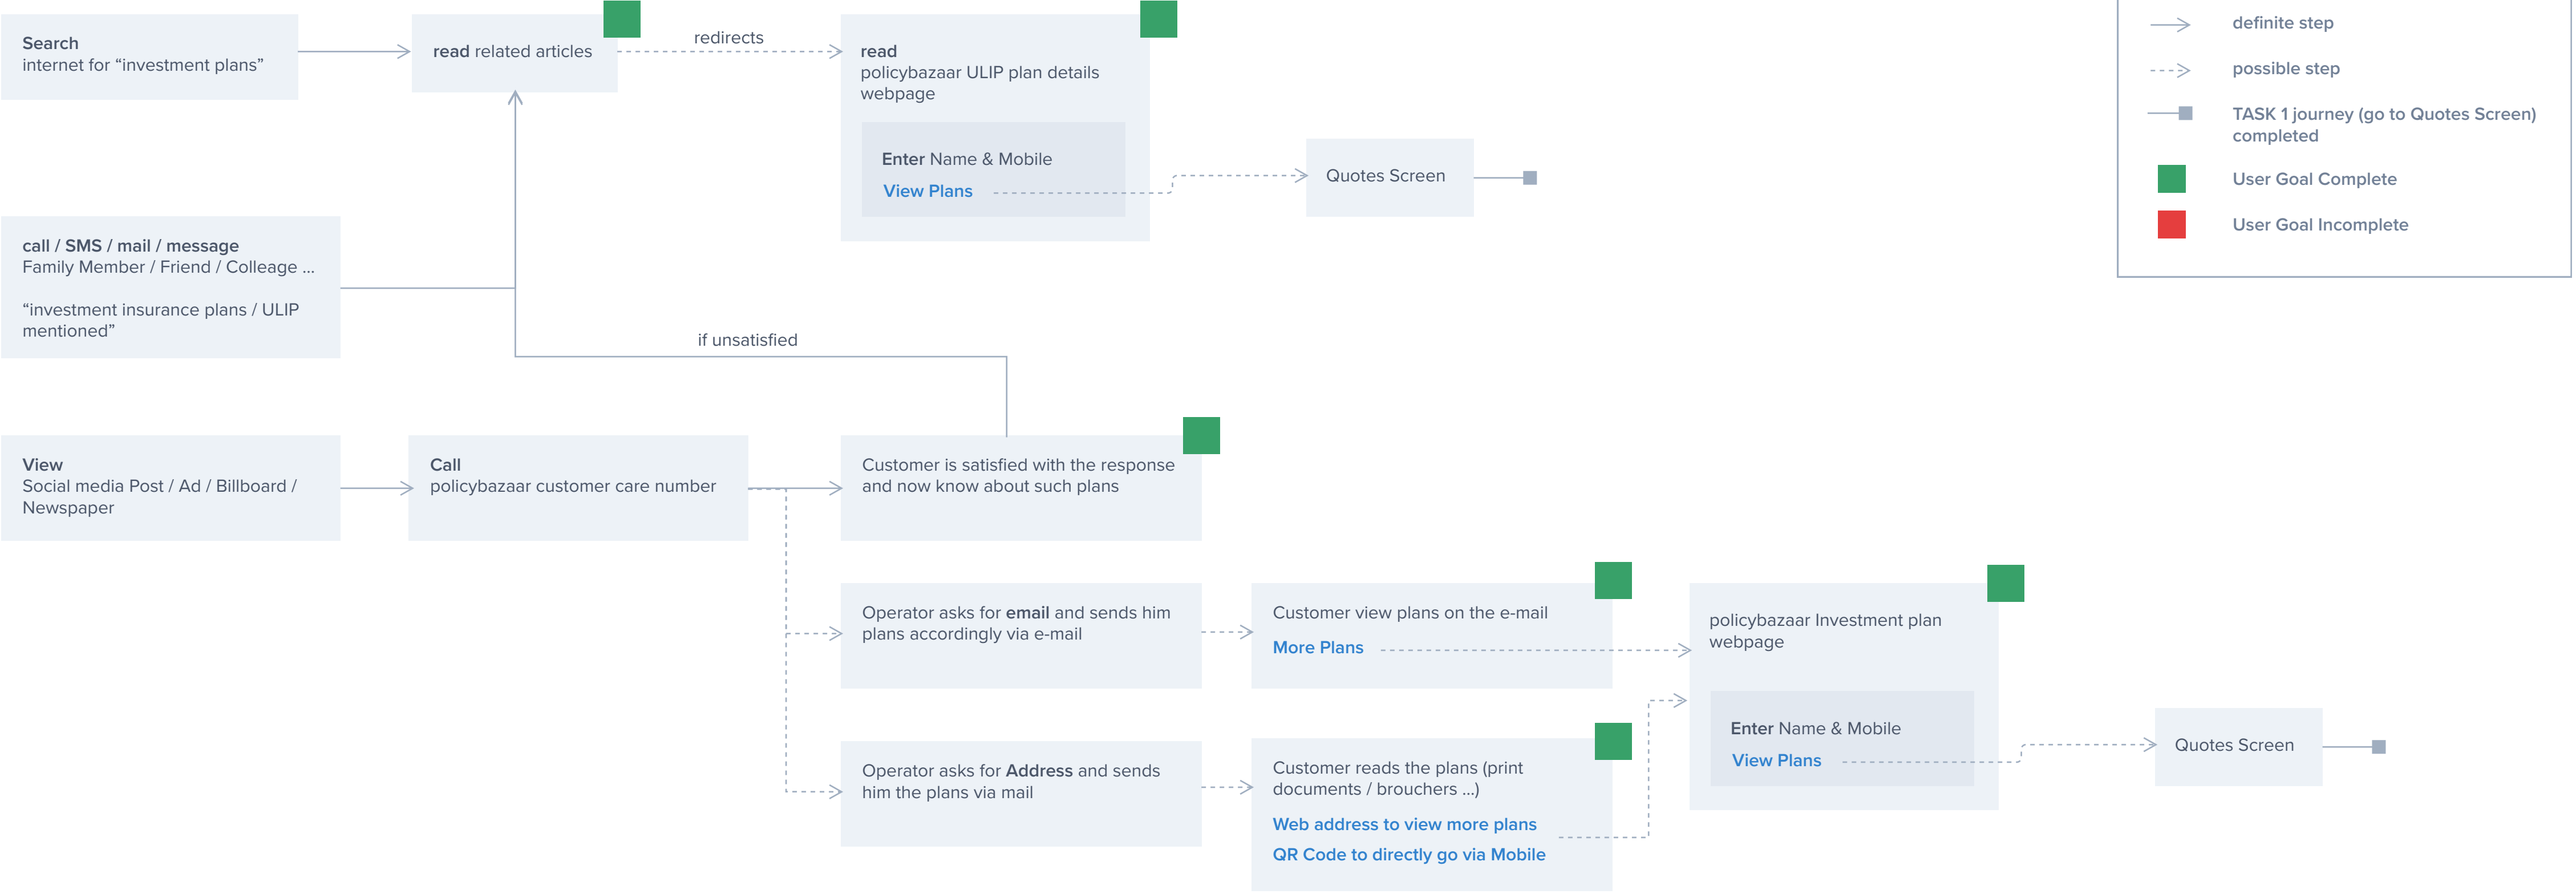 Search
internet for “investment plans”
read related articles
redirects
read
policybazaar ULIP plan details
webpage
Enter Name & Mobile
View Plans
Quotes Screen
definite step
possible step
TASK 1 journey (go to Quotes Screen)
completed
User Goal Complete
User Goal Incomplete
call / SMS / mail / message
Family Member / Friend / Colleage ...
“investment insurance plans / ULIP
mentioned”
if unsatisfied
View
Social media Post / Ad / Billboard /
Newspaper
Call
policybazaar customer care number
Customer is satisfied with the response
and now know about such plans
Operator asks for email and sends him
plans accordingly via e-mail
Customer view plans on the e-mail
More Plans
policybazaar Investment plan
webpage
Enter Name & Mobile
View Plans
Quotes Screen
Operator asks for Address and sends
him the plans via mail
Customer reads the plans (print
documents / brouchers ...)
Web address to view more plans
QR Code to directly go via Mobile